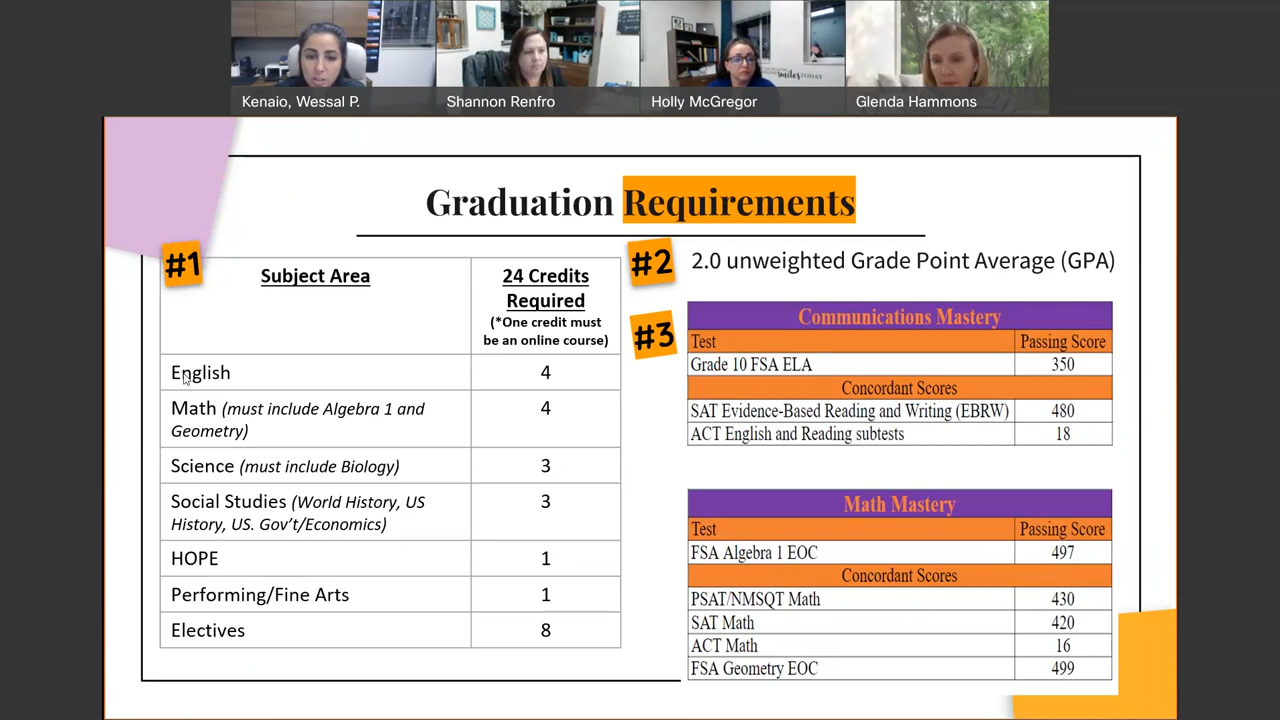 smiles TODAY
Kenaio, Wessal P.
Shannon Renfro
Holly McGregor
Glenda Hammons
Graduation Requirements
#1
Subject Area
24 Credits
Required
(*One credit must
be an online course)
English
4
Math (must include Algebra 1 and
Geometry)
4
Science (must include Biology)
3
Social Studies (World History, US
History, US. Gov't/Economics)
3
HOPE
1
Performing/Fine Arts
1
Electives
8
#2
2.0 unweighted Grade Point Average (GPA)
#3
Communications Mastery
Test Passing Score
Grade 10 FSA ELA 350
Concordant Scores
SAT Evidence-Based Reading and Writing (EBRW) 480
ACT English and Reading subtests 18
Math Mastery
Test Passing Score
FSA Algebra 1 EOC 497
Concordant Scores
PSAT/NMSQT Math 430
SAT Math 420
ACT Math 16
FSA Geometry EOC 499